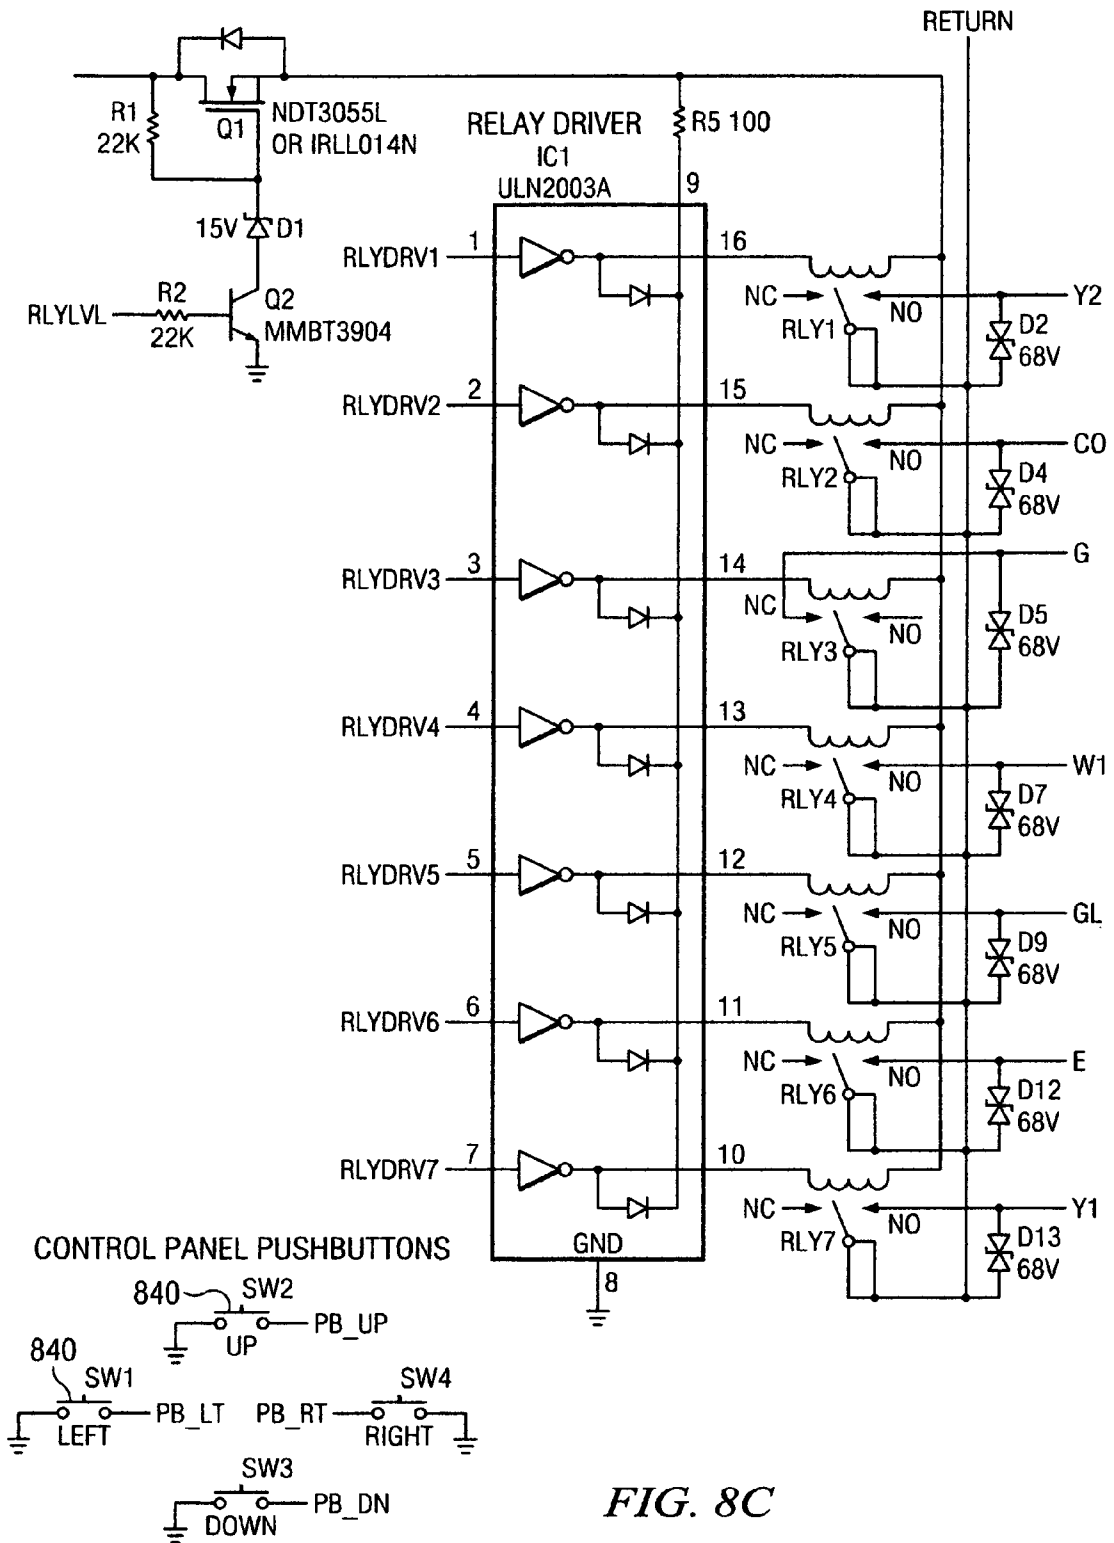 RETURN
R1
22K
Q1
NDT3055L
OR IRLL014N
RELAY DRIVER
IC1
ULN2003A
R5 100
9
15V
D1
RLYLVL
R2
22K
Q2
MMBT3904
RLYDRV1
1
16
NC
RLY1
NO
Y2
D2
68V
RLYDRV2
2
15
NC
RLY2
NO
CO
D4
68V
RLYDRV3
3
14
NC
RLY3
NO
G
D5
68V
RLYDRV4
4
13
NC
RLY4
NO
W1
D7
68V
RLYDRV5
5
12
NC
RLY5
NO
GL
D9
68V
RLYDRV6
6
11
NC
RLY6
NO
E
D12
68V
RLYDRV7
7
10
NC
RLY7
NO
Y1
D13
68V
GND
8
CONTROL PANEL PUSHBUTTONS
840
SW2
UP
PB_UP
840
SW1
LEFT
PB_LT
PB_RT
SW4
RIGHT
SW3
DOWN
PB_DN
FIG. 8C